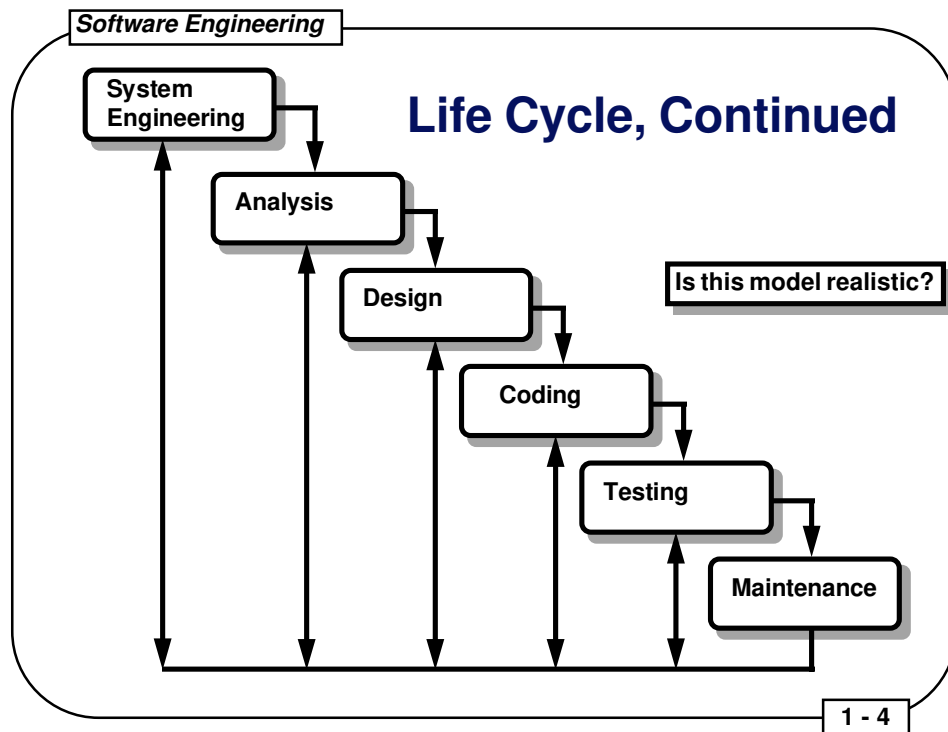 Software Engineering
Life Cycle, Continued
System
Engineering
Analysis
Design
Is this model realistic?
Coding
Testing
Maintenance
1 - 4